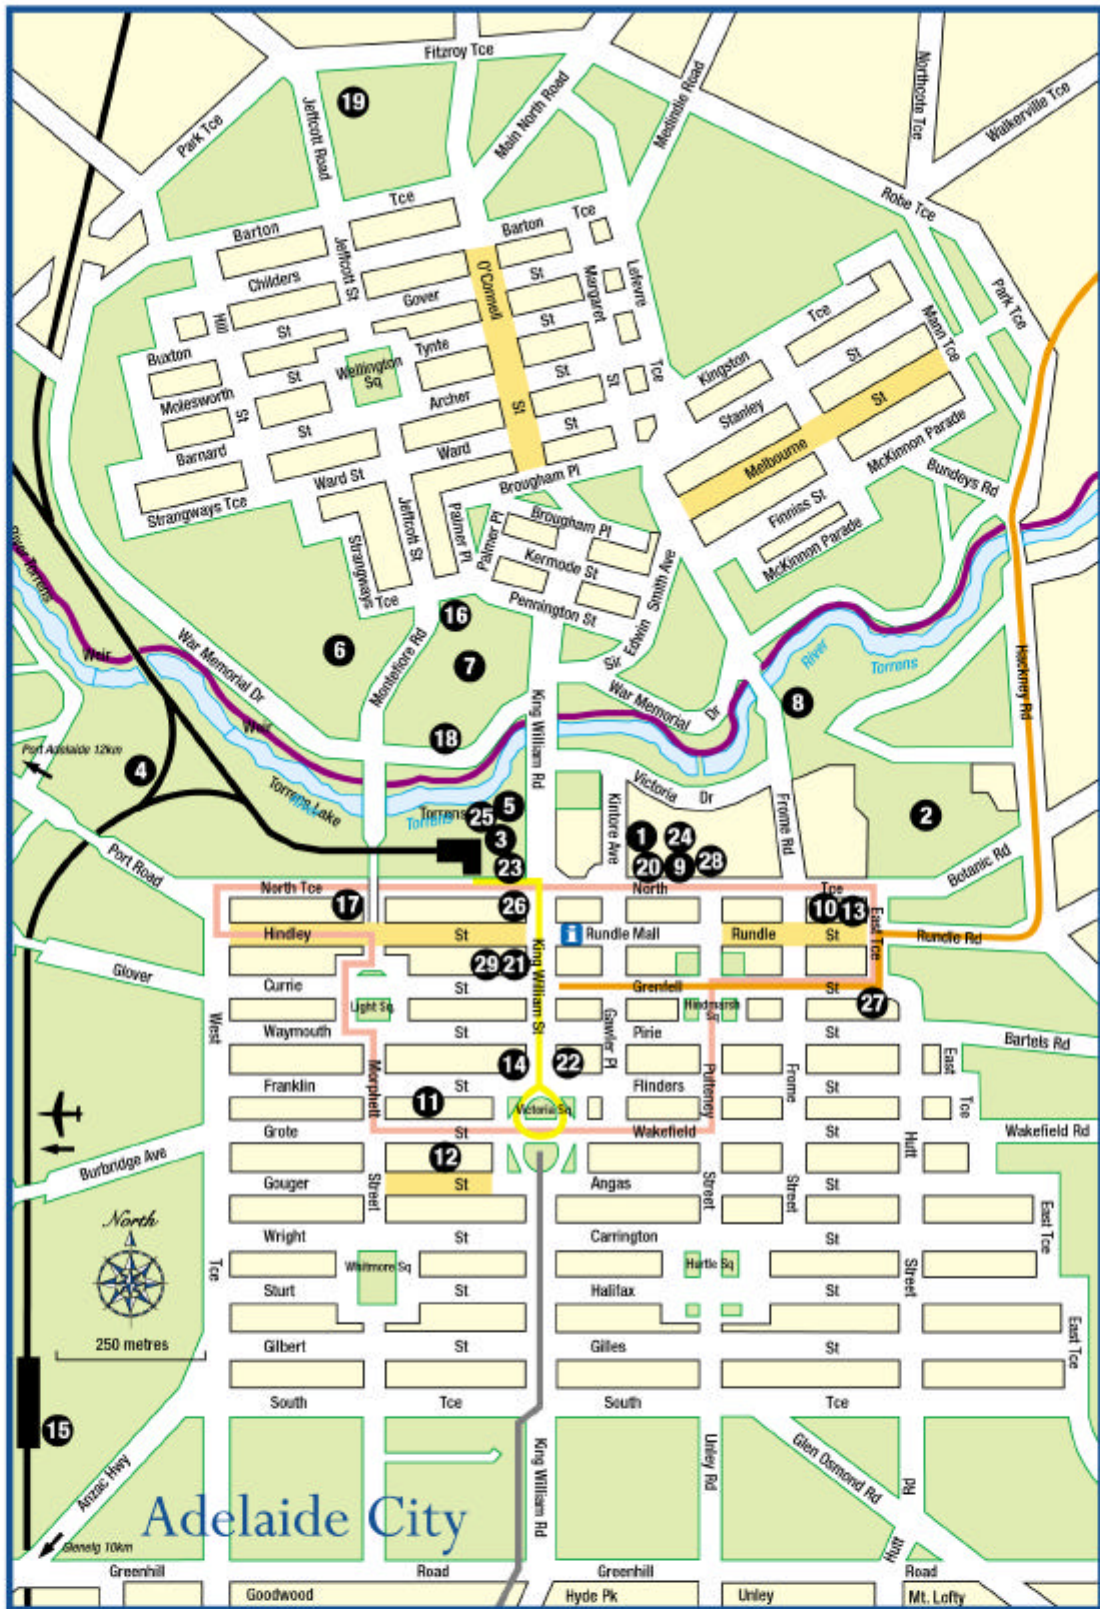 Fitzroy Tce
Northcote Tce
Walkerville Tce
Medindie Road
Main North Road
19
Jeffcott Road
Park Tce
Robe Tce
Tce
Barton
Barton
Tce
Jeffcott St
O'Connell
Lefevre
Childers
St
Margaret
Park Tce
Gover
Tce
Mann Tce
Hill
St
St
Buxton
Tynte
Wellington
Sq
St
Kingston
St
St
Tce
Molesworth
Archer
St
St
St
Stanley
St
Barnard
St
Ward
St
Melbourne
McKinnon Parade
Ward St
Brougham Pl
Bundeys Rd
Strangways Tce
Jeffcott St
Palmer Pl
Palmer Pl
Brougham Pl
Finniss St
Kermode St
McKinnon Parade
River Torrens
Strangways
Tce
Pennington St
Sir Edwin Smith Ave
16
6
7
Weir
War Memorial Dr
Montefiore Rd
River
Torrens
Hackney Rd
War Memorial
Dr
8
King William Rd
Weir
18
Port Adelaide 12km
4
Torrens Lake
Victoria Dr
Kintore Ave
Frome Rd
5
25
Torrens
Torrens
2
3
1
24
Port Road
23
20
9
28
Botanic Rd
North Tce
North
Tce
17
26
10
13
East Tce
Hindley
St
i
Rundle Mall
Rundle
St
Rundle Rd
King William St
Glover
29
21
Currie
St
Grenfell
St
Light Sq
Hindmarsh
Sq
27
West
Waymouth
St
Gawler Pl
Pirie
St
Bartels Rd
14
22
Morphett
Pulteney
Frome
East
Tce
Franklin
St
Flinders
St
11
Victoria Sq
Grote
St
Wakefield
St
Hutt
Wakefield Rd
Burbridge Ave
12
Street
Street
Street
Gouger
St
Angas
St
East Tce
North
Wright
St
Carrington
St
Tce
Whitmore Sq
Hurtle Sq
Street
Sturt
St
Halifax
St
250 metres
East Tce
Gilbert
St
Gilles
St
South
Tce
South
Tce
15
King William Rd
Unley Rd
Glen Osmond Rd
Anzac Hwy
Rd
Adelaide City
Glenelg 10km
Hutt
Greenhill
Road
Greenhill
Road
Goodwood
Hyde Pk
Unley
Mt. Lofty